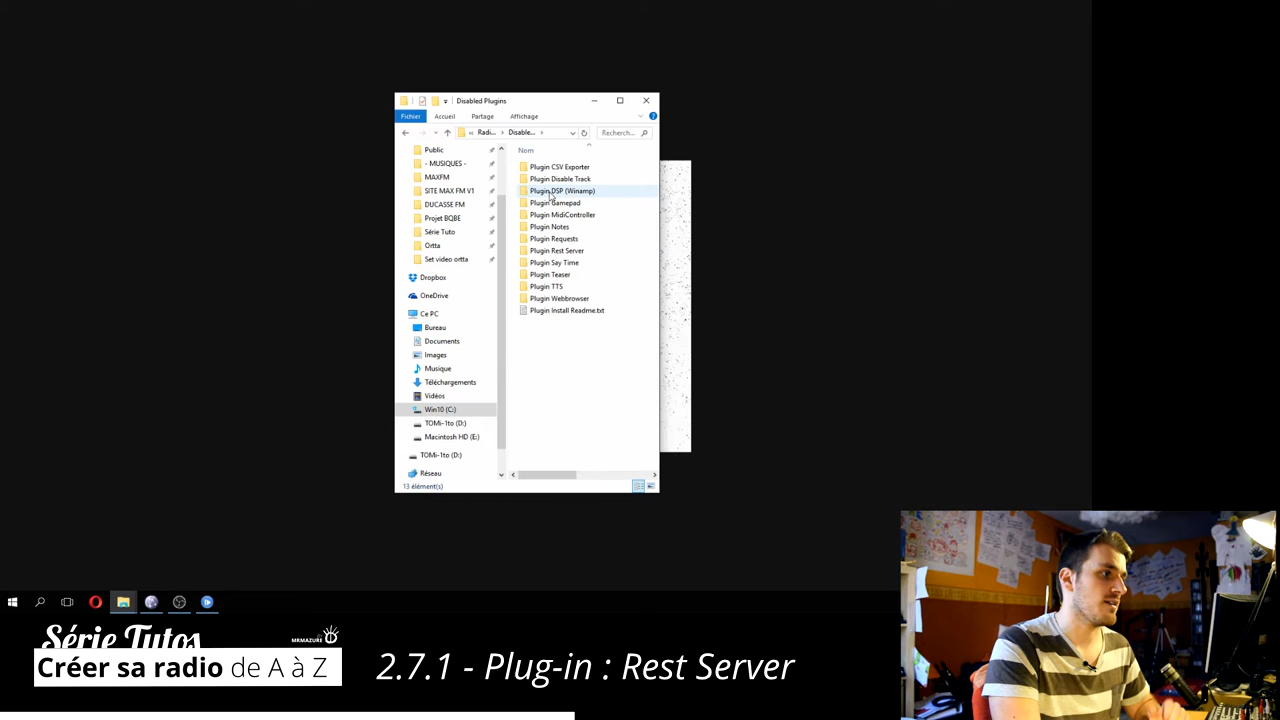 Disabled Plugins
Fichier Accueil Partage Affichage
« Radi... > Disable... > Recherch...
Nom
Public
- MUSIQUES -
MAXFM
SITE MAX FM V1
DUCASSE FM
Projet BQBE
Série Tuto
Ortta
Set video ortta
Dropbox
OneDrive
Ce PC
Bureau
Documents
Images
Musique
Téléchargements
Vidéos
Win10 (C:)
TOMi-1to (D:)
Macintosh HD (E:)
TOMi-1to (D:)
Réseau
Plugin CSV Exporter
Plugin Disable Track
Plugin DSP (Winamp)
Plugin Gamepad
Plugin MidiController
Plugin Notes
Plugin Requests
Plugin Rest Server
Plugin Say Time
Plugin Teaser
Plugin TTS
Plugin Webbrowser
Plugin Install Readme.txt
13 élément(s)
Série Tutos
MRMAZURE
Créer sa radio de A à Z
2.7.1 - Plug-in : Rest Server